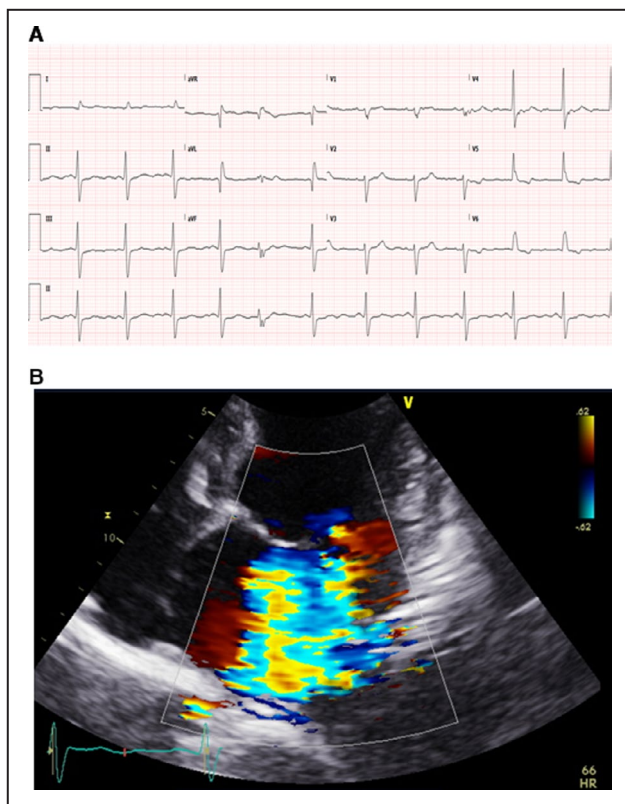 A
I aVR V1 V4
II aVL V2 V5
III aVF V3 V6
II
B
V
5
.62
10
-.62
66
HR